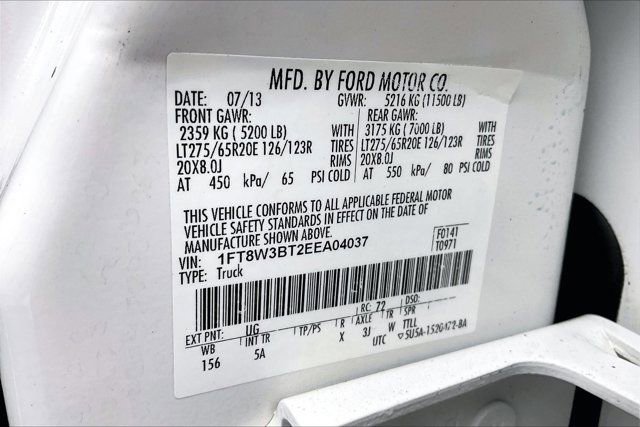 MFD. BY FORD MOTOR CO.
DATE: 07/13 GVWR: 5216 KG (11500 LB)
FRONT GAWR: REAR GAWR:
2359 KG ( 5200 LB) WITH 3175 KG ( 7000 LB) WITH
LT275/65R20E 126/123R TIRES LT275/65R20E 126/123R TIRES
20X8.0J RIMS 20X8.0J RIMS
AT 450 kPa/ 65 PSI COLD AT 550 kPa/ 80 PSI COLD
THIS VEHICLE CONFORMS TO ALL APPLICABLE FEDERAL MOTOR
VEHICLE SAFETY STANDARDS IN EFFECT ON THE DATE OF
MANUFACTURE SHOWN ABOVE.
VIN: 1FT8W3BT2EEA04037 F0141
TYPE: Truck T0971
RC: 72 DSO:
EXT PNT: UG TP/PS R AXLE TR SPR
WB INT TR X 3J W TTLL
156 5A UTC ▽5U5A-1520472-BA